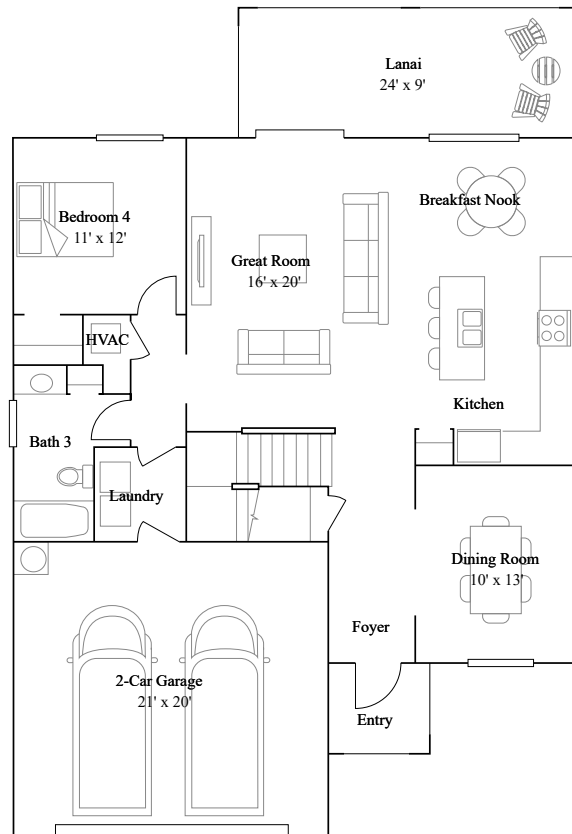 Lanai
24' x 9'
Breakfast Nook
Bedroom 4
11' x 12'
Great Room
16' x 20'
HVAC
Kitchen
Bath 3
Laundry
Dining Room
10' x 13'
Foyer
2-Car Garage
21' x 20'
Entry